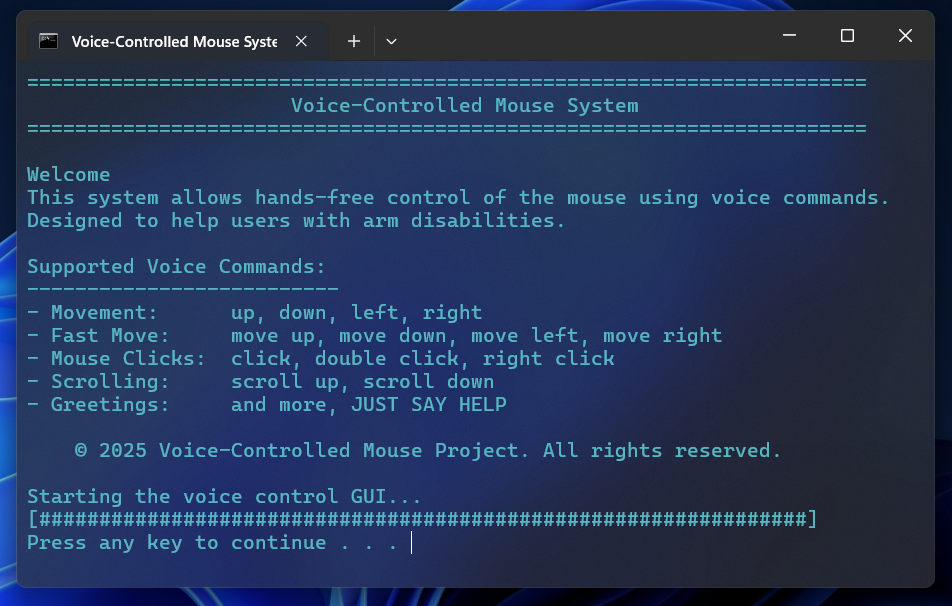 Voice-Controlled Mouse Syste
======================================================================
Voice-Controlled Mouse System
======================================================================
Welcome
This system allows hands-free control of the mouse using voice commands.
Designed to help users with arm disabilities.
Supported Voice Commands:
--------------------------
- Movement:      up, down, left, right
- Fast Move:     move up, move down, move left, move right
- Mouse Clicks:  click, double click, right click
- Scrolling:     scroll up, scroll down
- Greetings:     and more, JUST SAY HELP
© 2025 Voice-Controlled Mouse Project. All rights reserved.
Starting the voice control GUI...
[################################################################]
Press any key to continue . . .